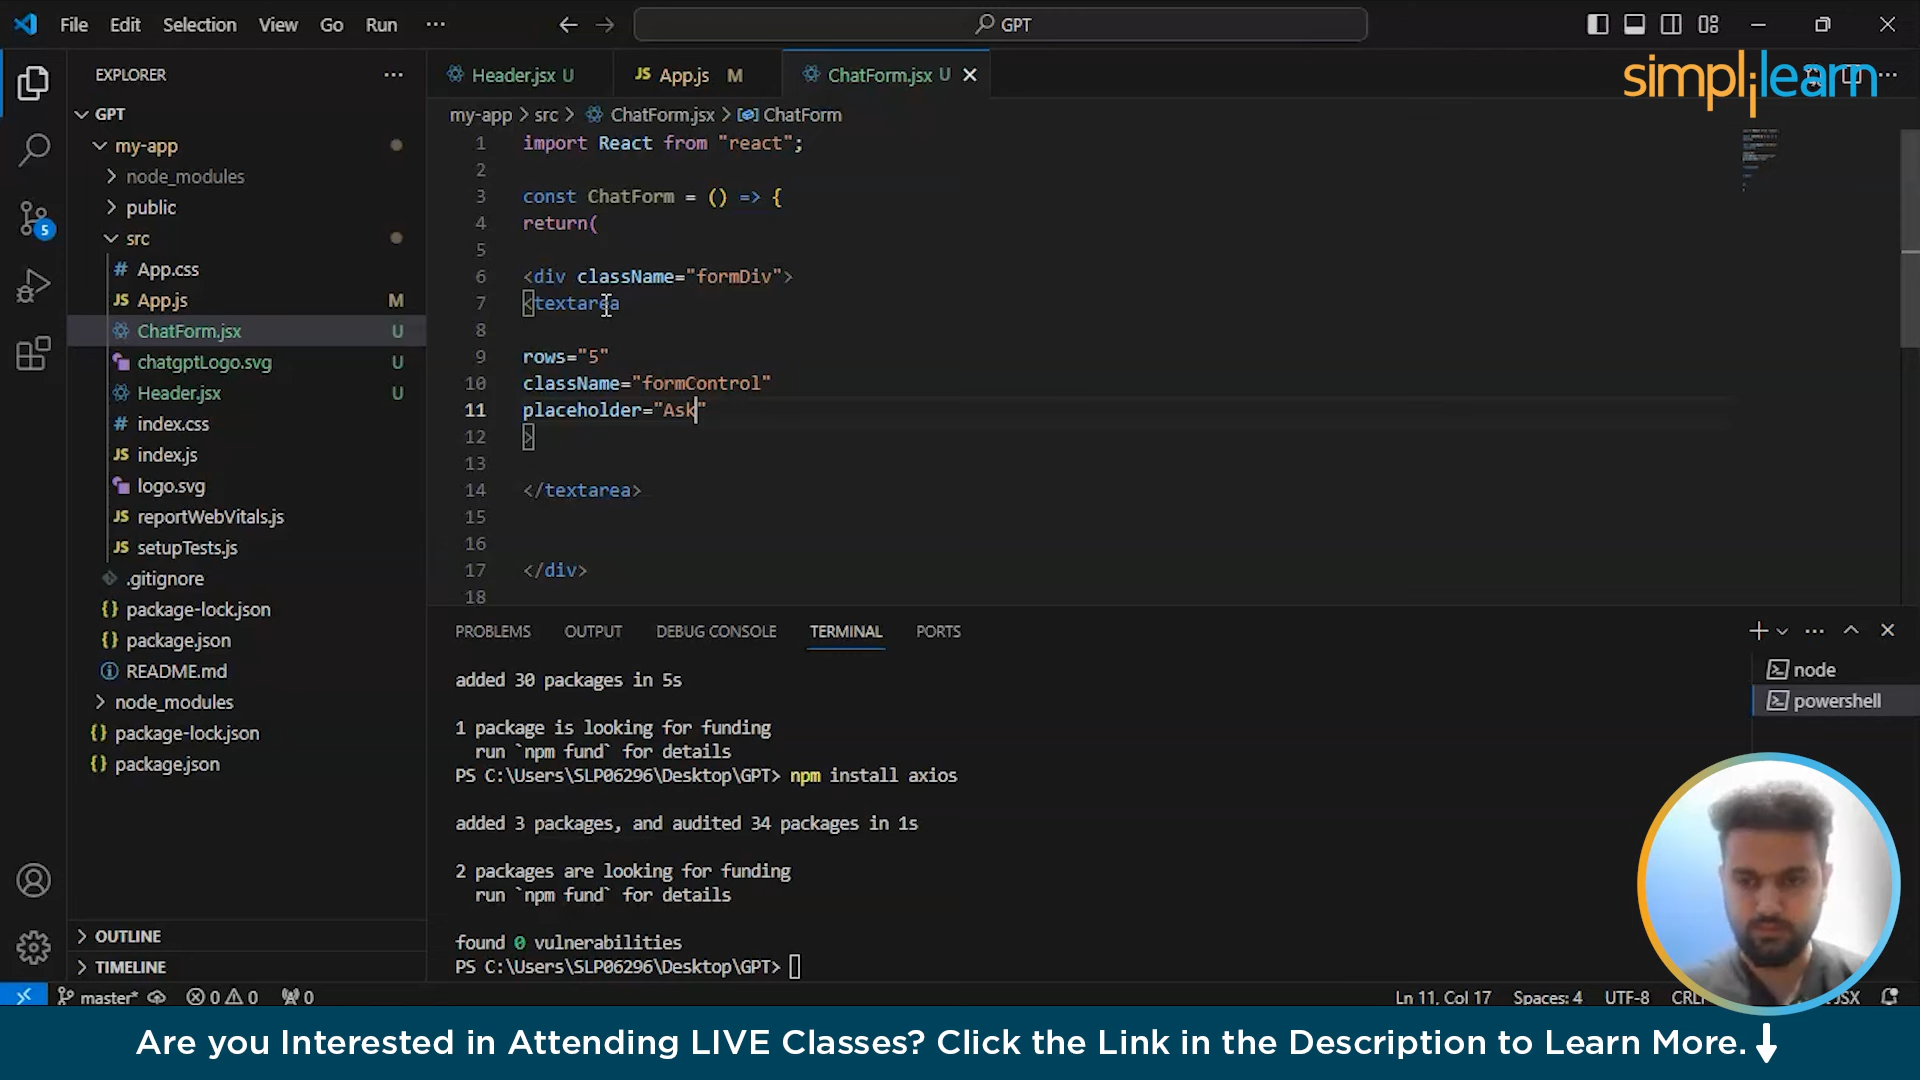 File Edit Selection View Go Run ... GPT
simplilearn
EXPLORER
GPT
my-app
node_modules
public
src
App.css
App.js M
ChatForm.jsx U
chatgptLogo.svg U
Header.jsx U
index.css
index.js
logo.svg
reportWebVitals.js
setupTests.js
.gitignore
package-lock.json
package.json
README.md
node_modules
package-lock.json
package.json
OUTLINE
TIMELINE
5
Header.jsx U App.js M ChatForm.jsx U
my-app > src > ChatForm.jsx > ChatForm
1 import React from "react";
2
3 const ChatForm = () => {
4 return(
5
6 <div className="formDiv">
7 <textarea
8
9 rows="5"
10 className="formControl"
11 placeholder="Ask"
12 >
13
14 </textarea>
15
16
17 </div>
18
PROBLEMS OUTPUT DEBUG CONSOLE TERMINAL PORTS
added 30 packages in 5s
1 package is looking for funding
run `npm fund` for details
PS C:\Users\SLP06296\Desktop\GPT> npm install axios
added 3 packages, and audited 34 packages in 1s
2 packages are looking for funding
run `npm fund` for details
found 0 vulnerabilities
PS C:\Users\SLP06296\Desktop\GPT>
node
powershell
master* 0 0 0 Ln 11, Col 17 Spaces: 4 UTF-8
Are you Interested in Attending LIVE Classes? Click the Link in the Description to Learn More.